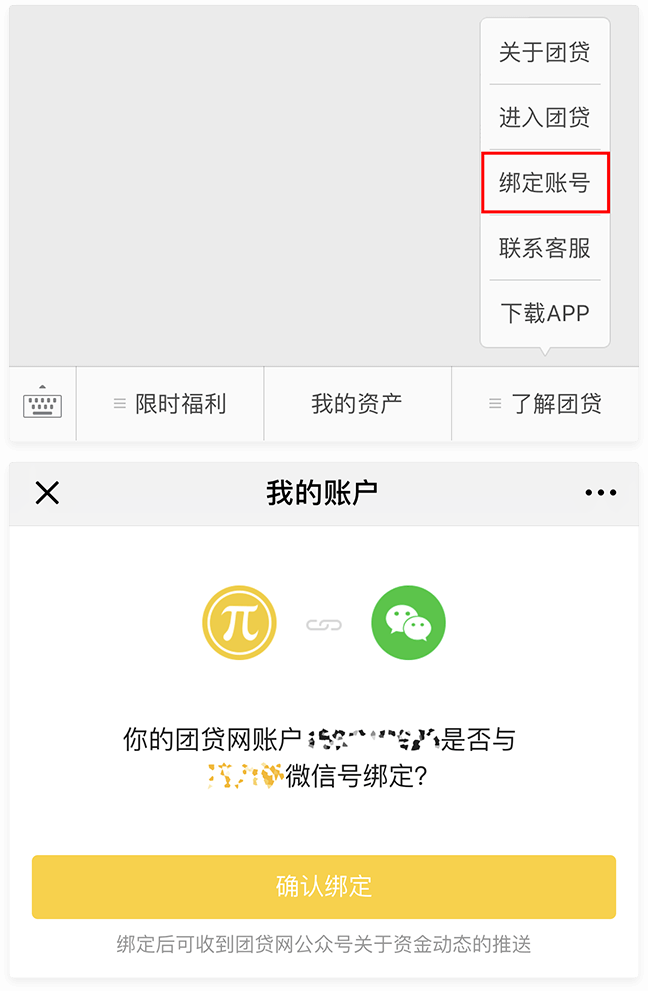 关于团贷
进入团贷
绑定账号
联系客服
下载APP
限时福利
我的资产
了解团贷
我的账户
π
你的团贷网账户
是否与
微信号绑定?
确认绑定
绑定后可收到团贷网公众号关于资金动态的推送